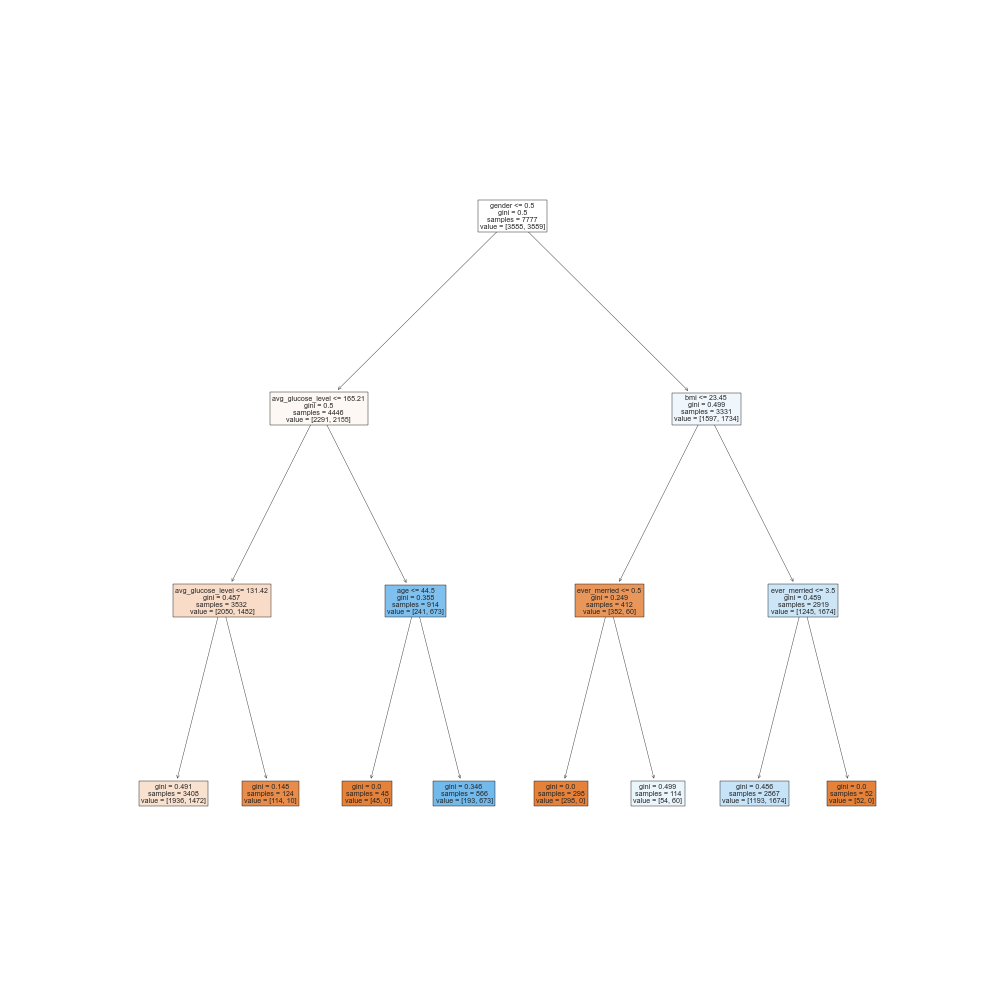 gender <= 0.5
gini = 0.5
samples = 7777
value = [3555, 3559]
avg_glucose_level <= 165.21
gini = 0.5
samples = 4446
value = [2291, 2155]
bmi <= 23.45
gini = 0.499
samples = 3331
value = [1597, 1734]
avg_glucose_level <= 131.42
gini = 0.457
samples = 3532
value = [2050, 1482]
age <= 44.5
gini = 0.355
samples = 914
value = [241, 673]
ever_merried <= 0.5
gini = 0.249
samples = 412
value = [352, 60]
ever_merried <= 3.5
gini = 0.459
samples = 2919
value = [1245, 1674]
gini = 0.491
samples = 3408
value = [1936, 1472]
gini = 0.148
samples = 124
value = [114, 10]
gini = 0.0
samples = 48
value = [48, 0]
gini = 0.346
samples = 866
value = [193, 673]
gini = 0.0
samples = 298
value = [298, 0]
gini = 0.499
samples = 114
value = [54, 60]
gini = 0.486
samples = 2867
value = [1193, 1674]
gini = 0.0
samples = 52
value = [52, 0]